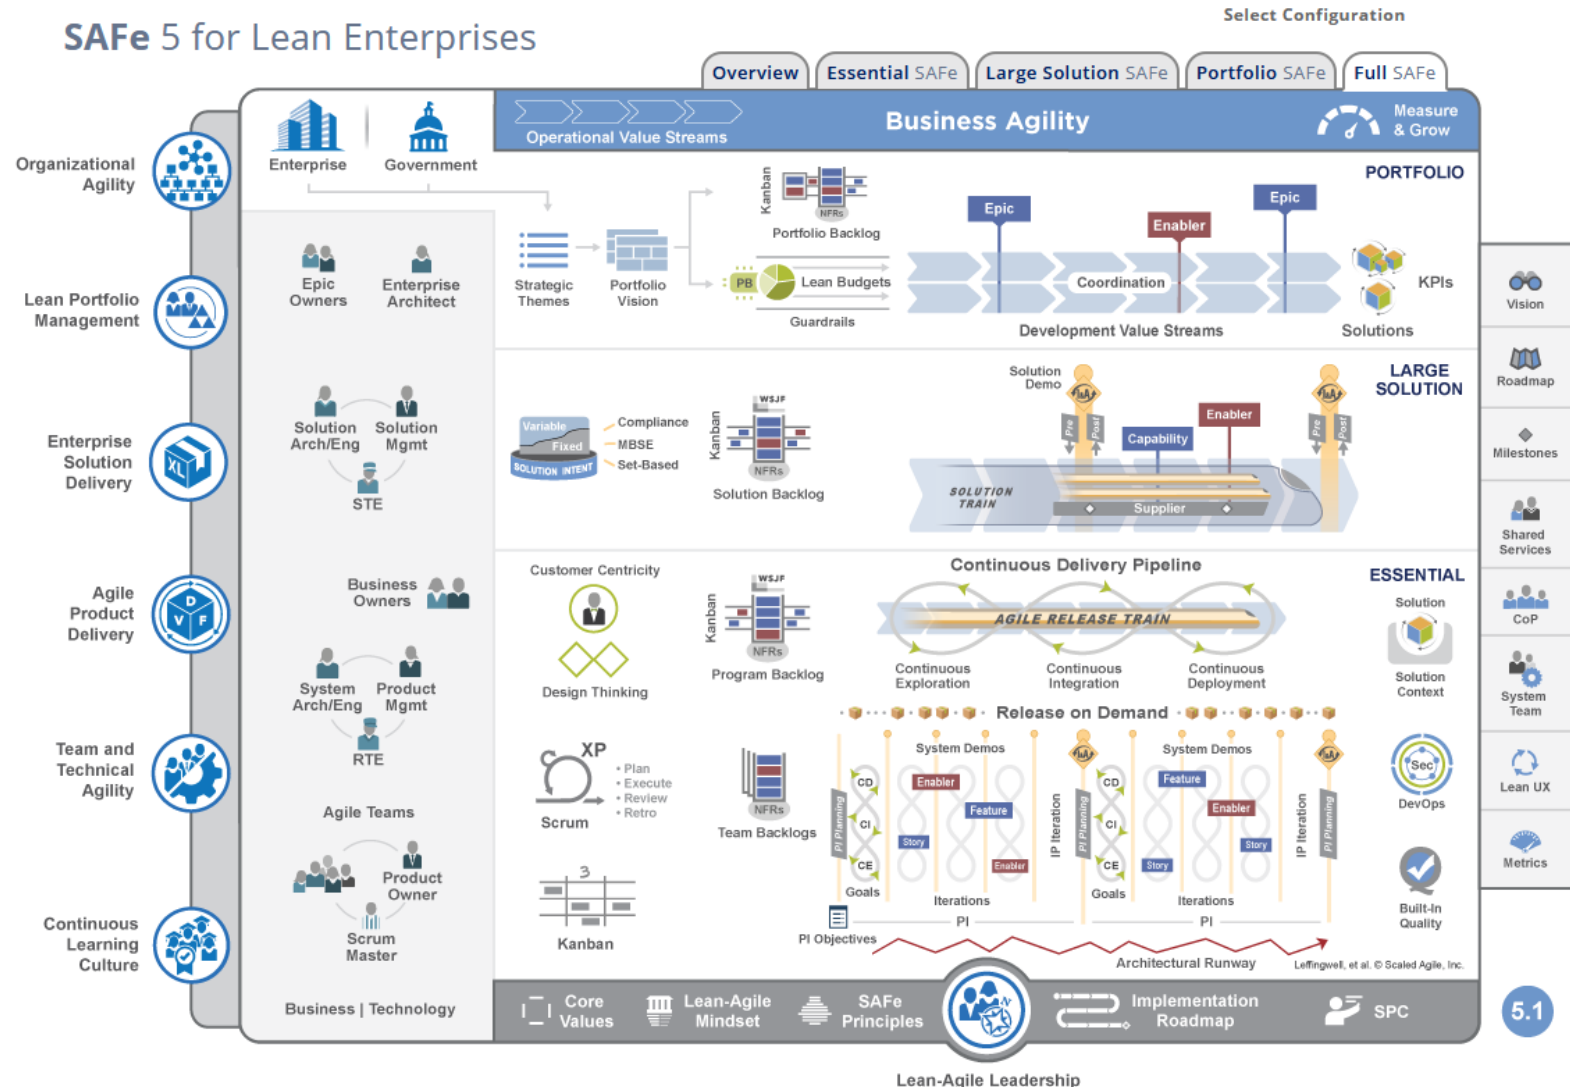 Select Configuration
SAFe 5 for Lean Enterprises
Overview
Essential SAFe
Large Solution SAFe
Portfolio SAFe
Full SAFe
Organizational
Agility
Lean Portfolio
Management
Enterprise
Solution
Delivery
Agile
Product
Delivery
Team and
Technical
Agility
Continuous
Learning
Culture
XL
D
V F
Enterprise
Government
Operational Value Streams
Business Agility
Measure
& Grow
Epic
Owners
Enterprise
Architect
Strategic
Themes
Portfolio
Vision
Kanban
NFRs
Portfolio Backlog
PB
Lean Budgets
Guardrails
Epic
Enabler
Epic
Coordination
Development Value Streams
PORTFOLIO
KPIs
Solutions
Solution
Arch/Eng
Solution
Mgmt
STE
Variable
Fixed
SOLUTION INTENT
Compliance
MBSE
Set-Based
WSJF
Kanban
NFRs
Solution Backlog
Solution
Demo
I&A
Pre
Post
Capability
Enabler
SOLUTION
TRAIN
Supplier
I&A
Pre
Post
LARGE
SOLUTION
Business
Owners
System
Arch/Eng
Product
Mgmt
RTE
Agile Teams
Product
Owner
Scrum
Master
Business | Technology
Customer Centricity
Design Thinking
WSJF
Kanban
NFRs
Program Backlog
Continuous Delivery Pipeline
AGILE RELEASE TRAIN
Continuous
Exploration
Continuous
Integration
Continuous
Deployment
ESSENTIAL
Solution
Solution
Context
Release on Demand
XP
Scrum
• Plan
• Execute
• Review
• Retro
NFRs
Team Backlogs
3
Kanban
PI Planning
CD
CI
CE
Goals
System Demos
Enabler
Feature
Story
Enabler
Iterations
IP Iteration
I&A
PI Planning
CD
CI
CE
Goals
System Demos
Feature
Enabler
Story
Story
Iterations
IP Iteration
I&A
PI Planning
PI
PI
PI Objectives
Architectural Runway
Sec
DevOps
Built-In
Quality
Leffingwell, et al. © Scaled Agile, Inc.
Vision
Roadmap
Milestones
Shared
Services
CoP
System
Team
Lean UX
Metrics
Core
Values
Lean-Agile
Mindset
SAFe
Principles
N
Implementation
Roadmap
SPC
5.1
Lean-Agile Leadership